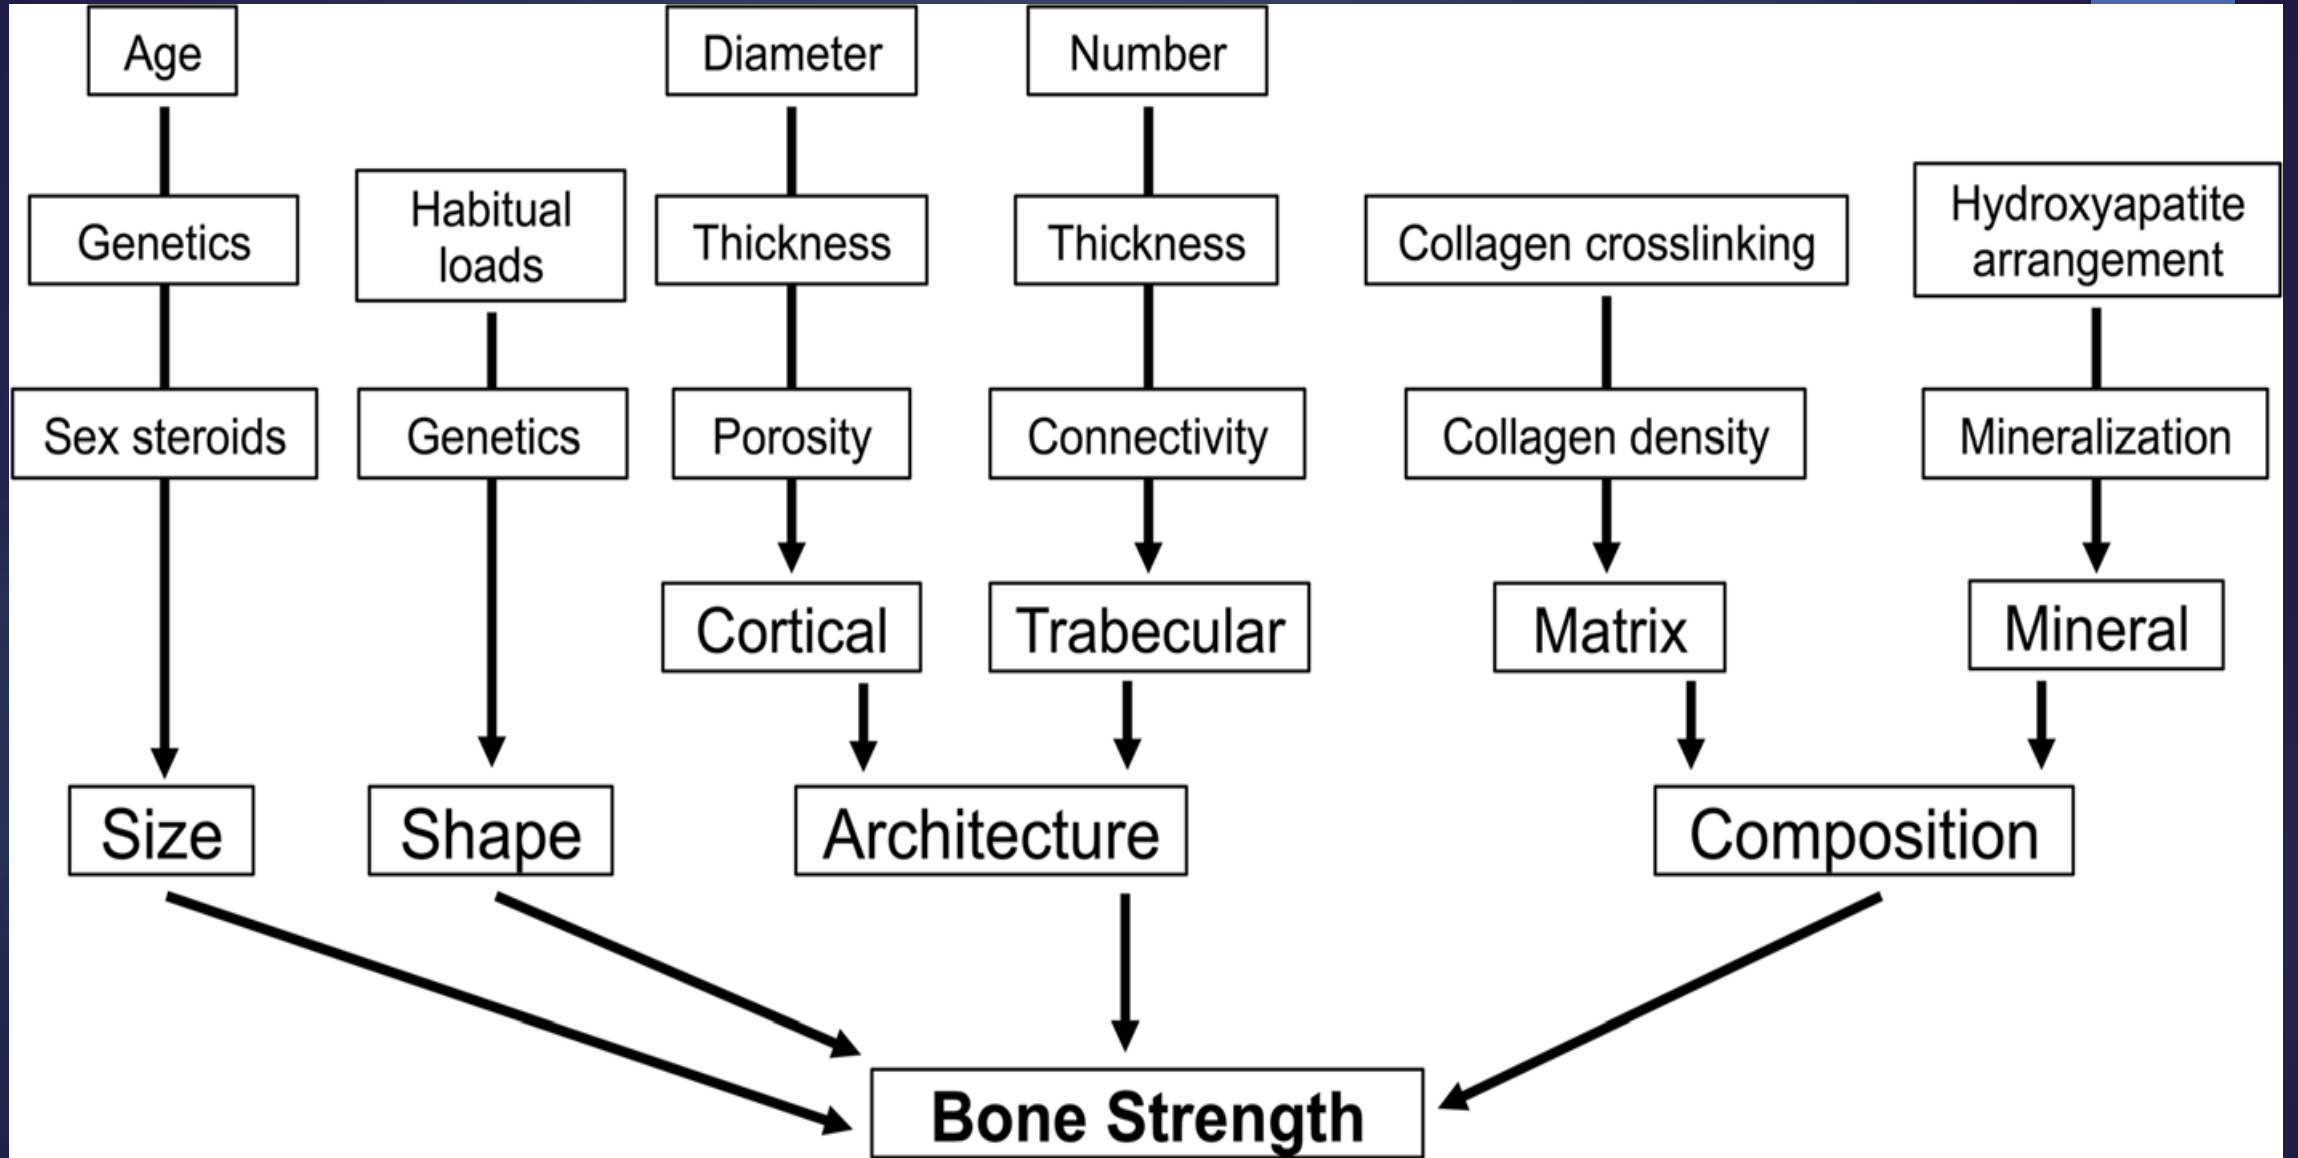 Age
Diameter
Number
Genetics
Habitual
loads
Thickness
Thickness
Collagen crosslinking
Hydroxyapatite
arrangement
Sex steroids
Genetics
Porosity
Connectivity
Collagen density
Mineralization
Cortical
Trabecular
Matrix
Mineral
Size
Shape
Architecture
Composition
Bone Strength